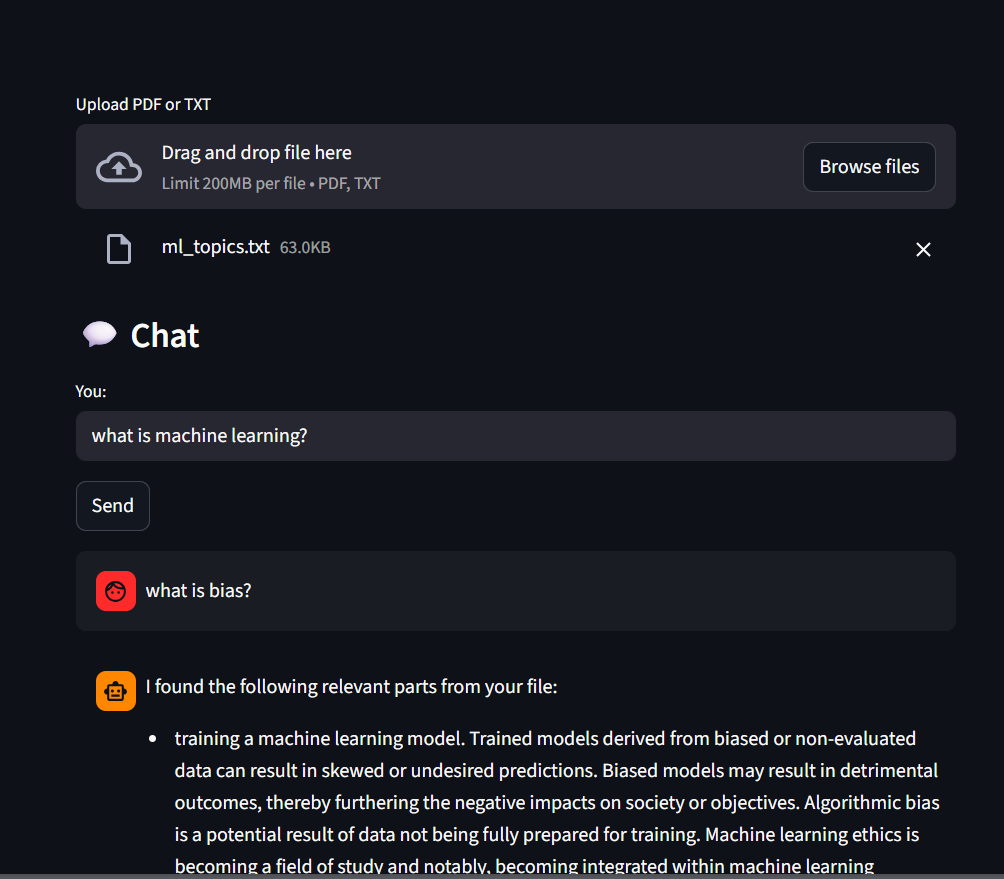 Upload PDF or TXT
Drag and drop file here
Limit 200MB per file • PDF, TXT
Browse files
ml_topics.txt 63.0KB
Chat
You:
what is machine learning?
Send
what is bias?
I found the following relevant parts from your file:
• training a machine learning model. Trained models derived from biased or non-evaluated
data can result in skewed or undesired predictions. Biased models may result in detrimental
outcomes, thereby furthering the negative impacts on society or objectives. Algorithmic bias
is a potential result of data not being fully prepared for training. Machine learning ethics is
becoming a field of study and notably, becoming integrated within machine learning